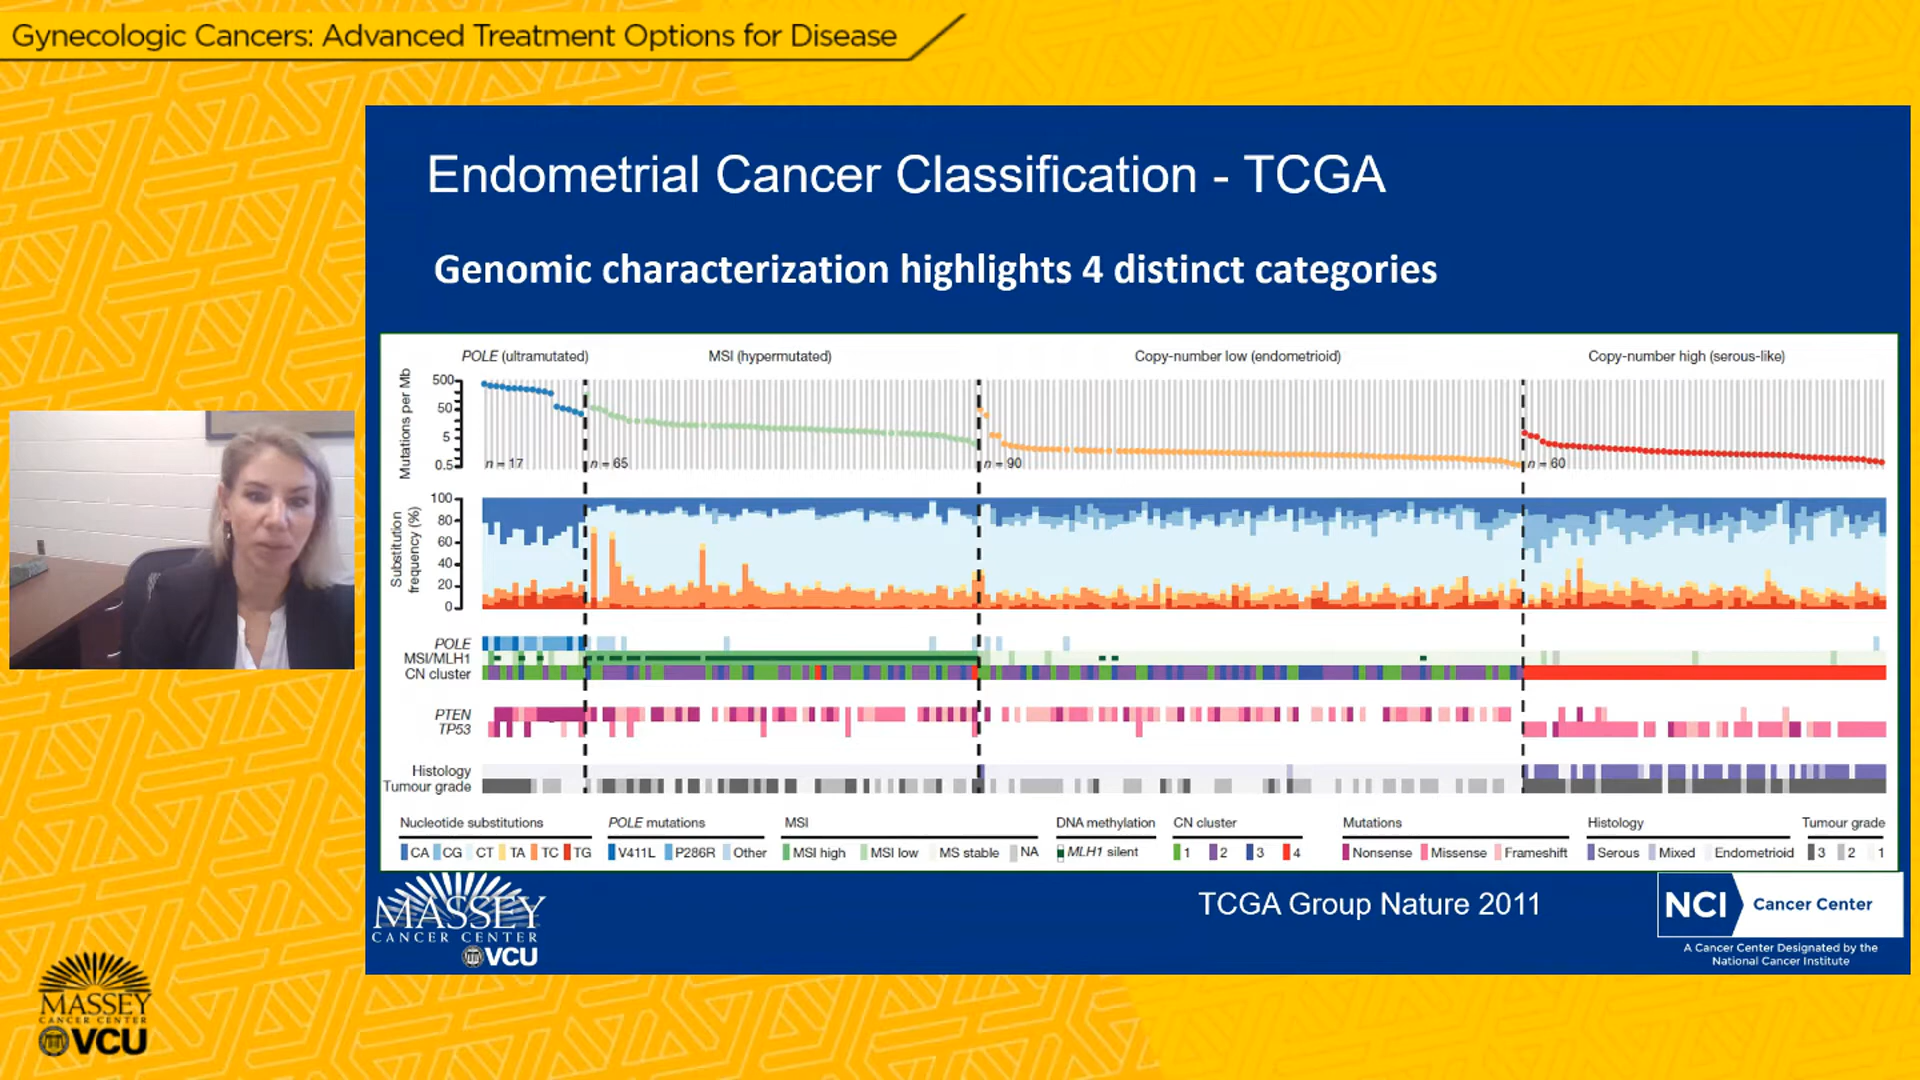 Gynecologic Cancers: Advanced Treatment Options for Disease
Endometrial Cancer Classification - TCGA
Genomic characterization highlights 4 distinct categories
POLE (ultramutated) MSI (hypermutated) Copy-number low (endometrioid) Copy-number high (serous-like)
Mutations per Mb
500
50
5
0.5
n = 17 n = 65 n = 90 n = 60
Substitution
frequency (%)
100
80
60
40
20
0
POLE
MSI/MLH1
CN cluster
PTEN
TP53
Histology
Tumour grade
Nucleotide substitutions POLE mutations MSI DNA methylation CN cluster Mutations Histology Tumour grade
CA CG CT TA TC TG V411L P286R Other MSI high MSI low MS stable NA MLH1 silent 1 2 3 4 Nonsense Missense Frameshift Serous Mixed Endometrioid 3 2 1
MASSEY
CANCER CENTER
VCU
TCGA Group Nature 2011
NCI Cancer Center
A Cancer Center Designated by the
National Cancer Institute
MASSEY
CANCER CENTER
VCU